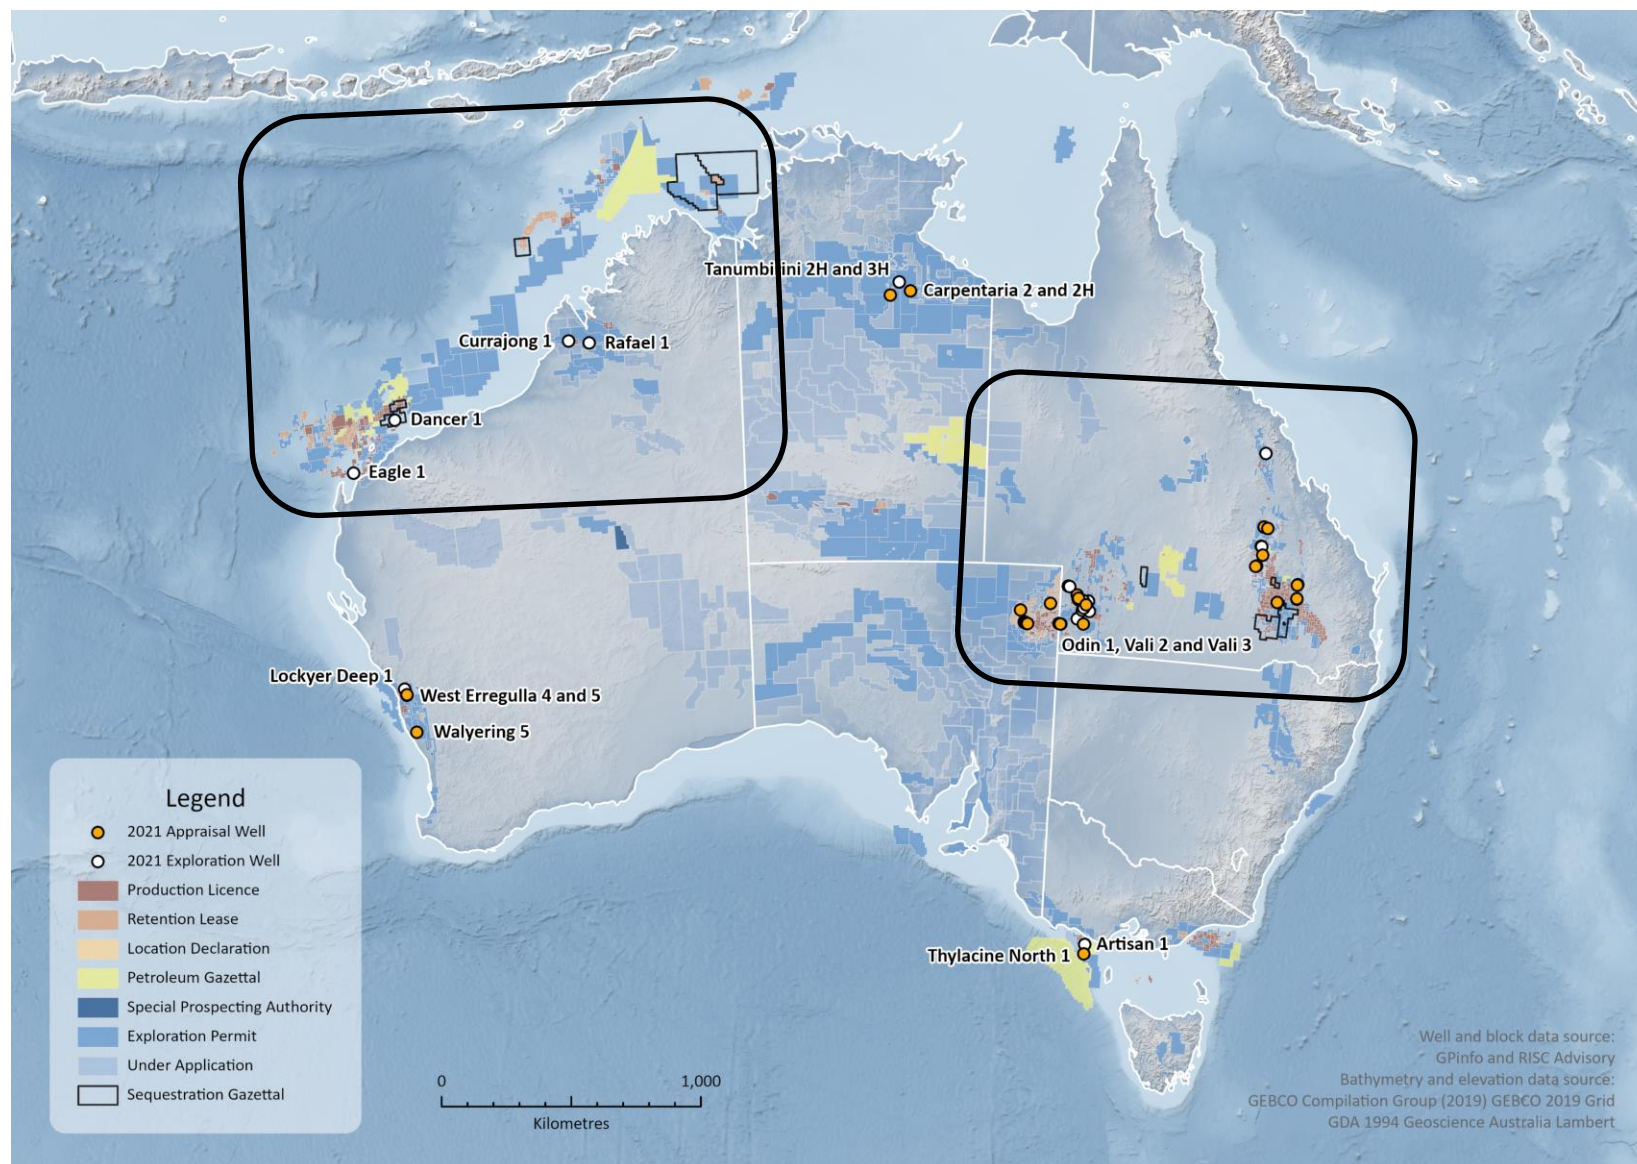 Tanumbirini 2H and 3H
Carpentaria 2 and 2H
Currajong 1
Rafael 1
Dancer 1
Eagle 1
Odin 1, Vali 2 and Vali 3
Lockyer Deep 1
West Erregulla 4 and 5
Walyering 5
Artisan 1
Thylacine North 1
Legend
2021 Appraisal Well
2021 Exploration Well
Production Licence
Retention Lease
Location Declaration
Petroleum Gazettal
Special Prospecting Authority
Exploration Permit
Under Application
Sequestration Gazettal
0 1,000
Kilometres
Well and block data source:
GPinfo and RISC Advisory
Bathymetry and elevation data source:
GEBCO Compilation Group (2019) GEBCO 2019 Grid
GDA 1994 Geoscience Australia Lambert